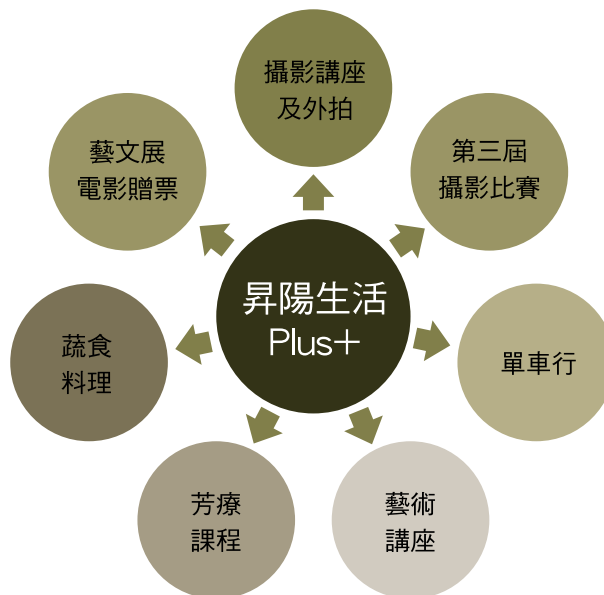 攝影講座
及外拍
第三屆
攝影比賽
單車行
藝術
講座
芳療
課程
蔬食
料理
藝文展
電影贈票
昇陽生活
Plus+